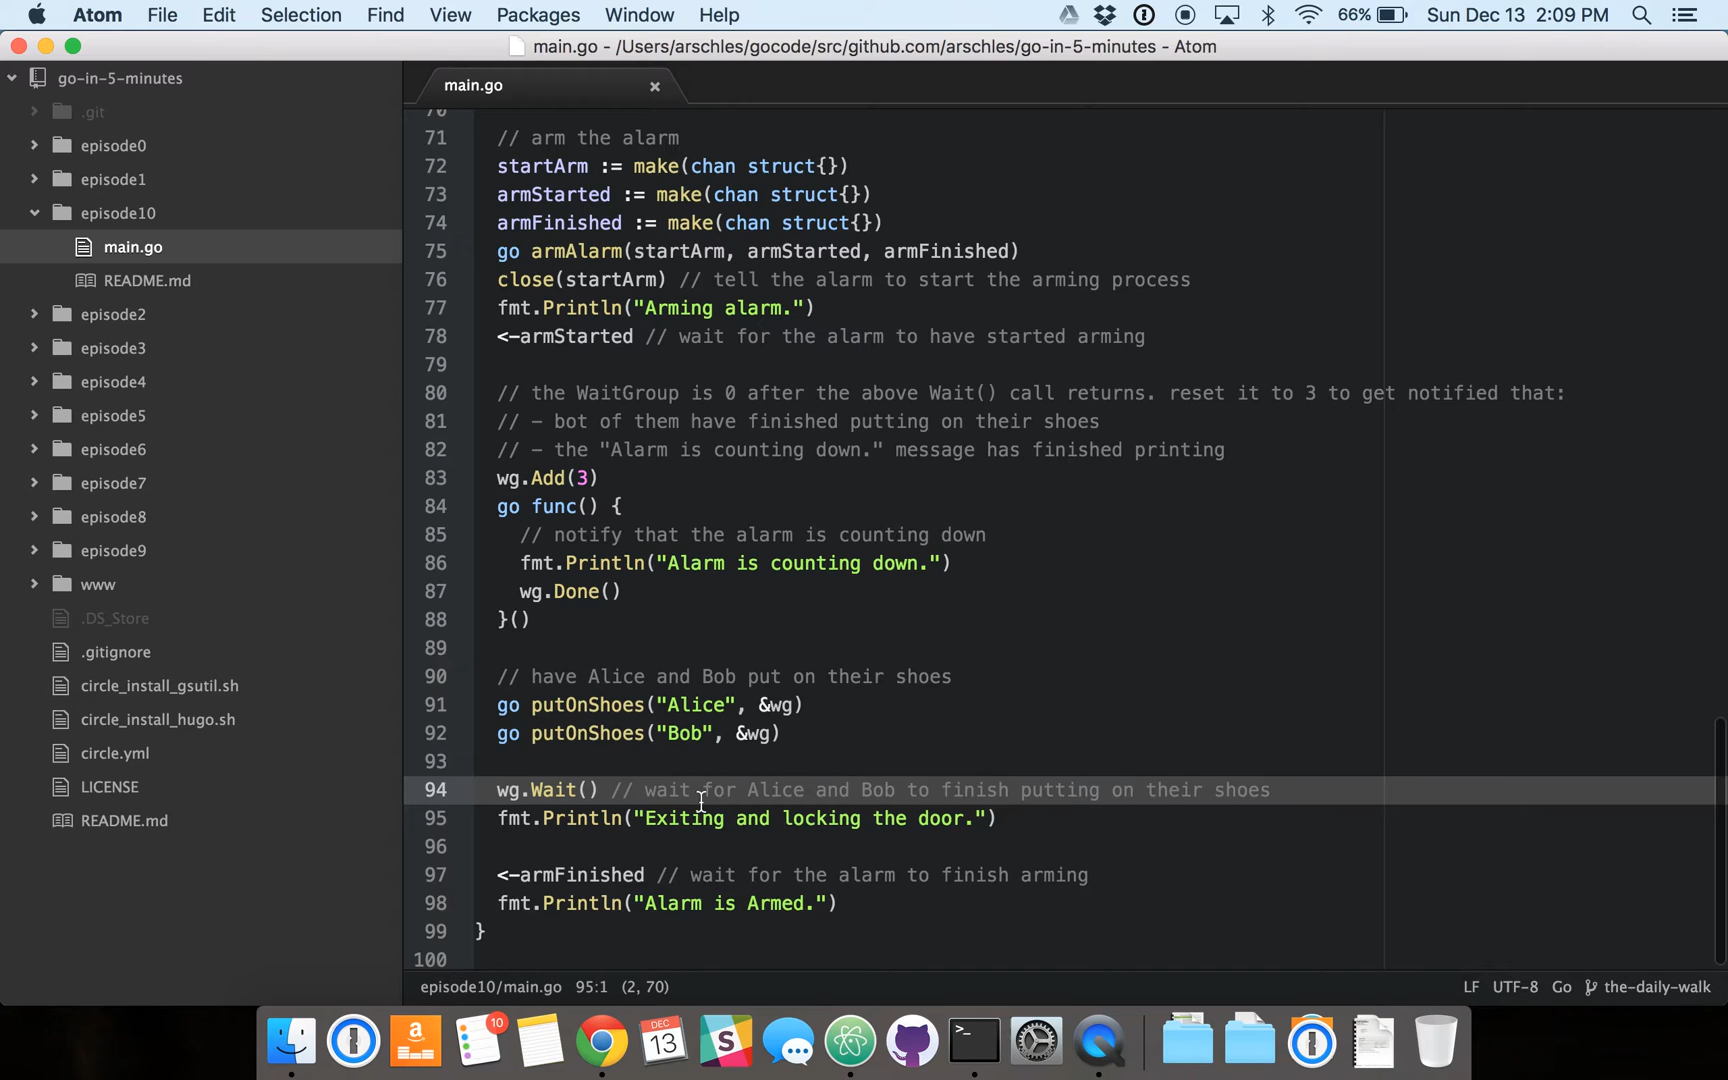 Atom File Edit Selection Find View Packages Window Help 66% Sun Dec 13 2:09 PM
main.go - /Users/arschles/gocode/src/github.com/arschles/go-in-5-minutes - Atom
go-in-5-minutes
.git
episode0
episode1
episode10
main.go
README.md
episode2
episode3
episode4
episode5
episode6
episode7
episode8
episode9
www
.DS_Store
.gitignore
circle_install_gsutil.sh
circle_install_hugo.sh
circle.yml
LICENSE
README.md
main.go
70
71 // arm the alarm
72 startArm := make(chan struct{})
73 armStarted := make(chan struct{})
74 armFinished := make(chan struct{})
75 go armAlarm(startArm, armStarted, armFinished)
76 close(startArm) // tell the alarm to start the arming process
77 fmt.Println("Arming alarm.")
78 <-armStarted // wait for the alarm to have started arming
79
80 // the WaitGroup is 0 after the above Wait() call returns. reset it to 3 to get notified that:
81 // - bot of them have finished putting on their shoes
82 // - the "Alarm is counting down." message has finished printing
83 wg.Add(3)
84 go func() {
85 // notify that the alarm is counting down
86 fmt.Println("Alarm is counting down.")
87 wg.Done()
88 }()
89
90 // have Alice and Bob put on their shoes
91 go putOnShoes("Alice", &wg)
92 go putOnShoes("Bob", &wg)
93
94 wg.Wait() // wait for Alice and Bob to finish putting on their shoes
95 fmt.Println("Exiting and locking the door.")
96
97 <-armFinished // wait for the alarm to finish arming
98 fmt.Println("Alarm is Armed.")
99 }
100
episode10/main.go 95:1 (2, 70) LF UTF-8 Go the-daily-walk
10
DEC
13